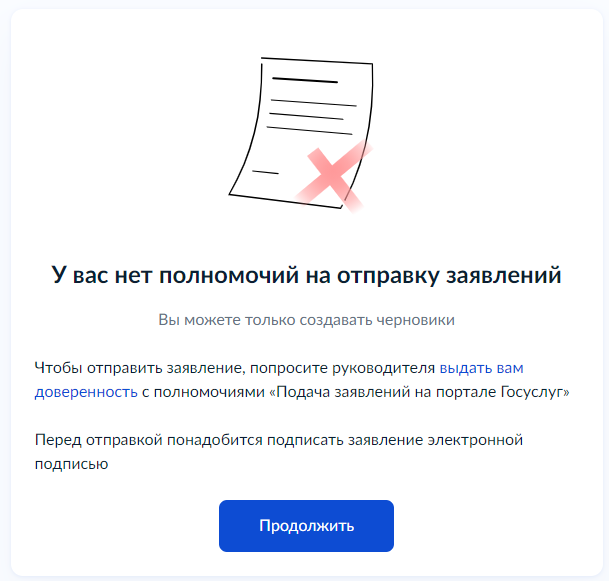 У вас нет полномочий на отправку заявлений
Вы можете только создавать черновики
Чтобы отправить заявление, попросите руководителя выдать вам
доверенность с полномочиями «Подача заявлений на портале Госуслуг»
Перед отправкой понадобится подписать заявление электронной
подписью
Продолжить